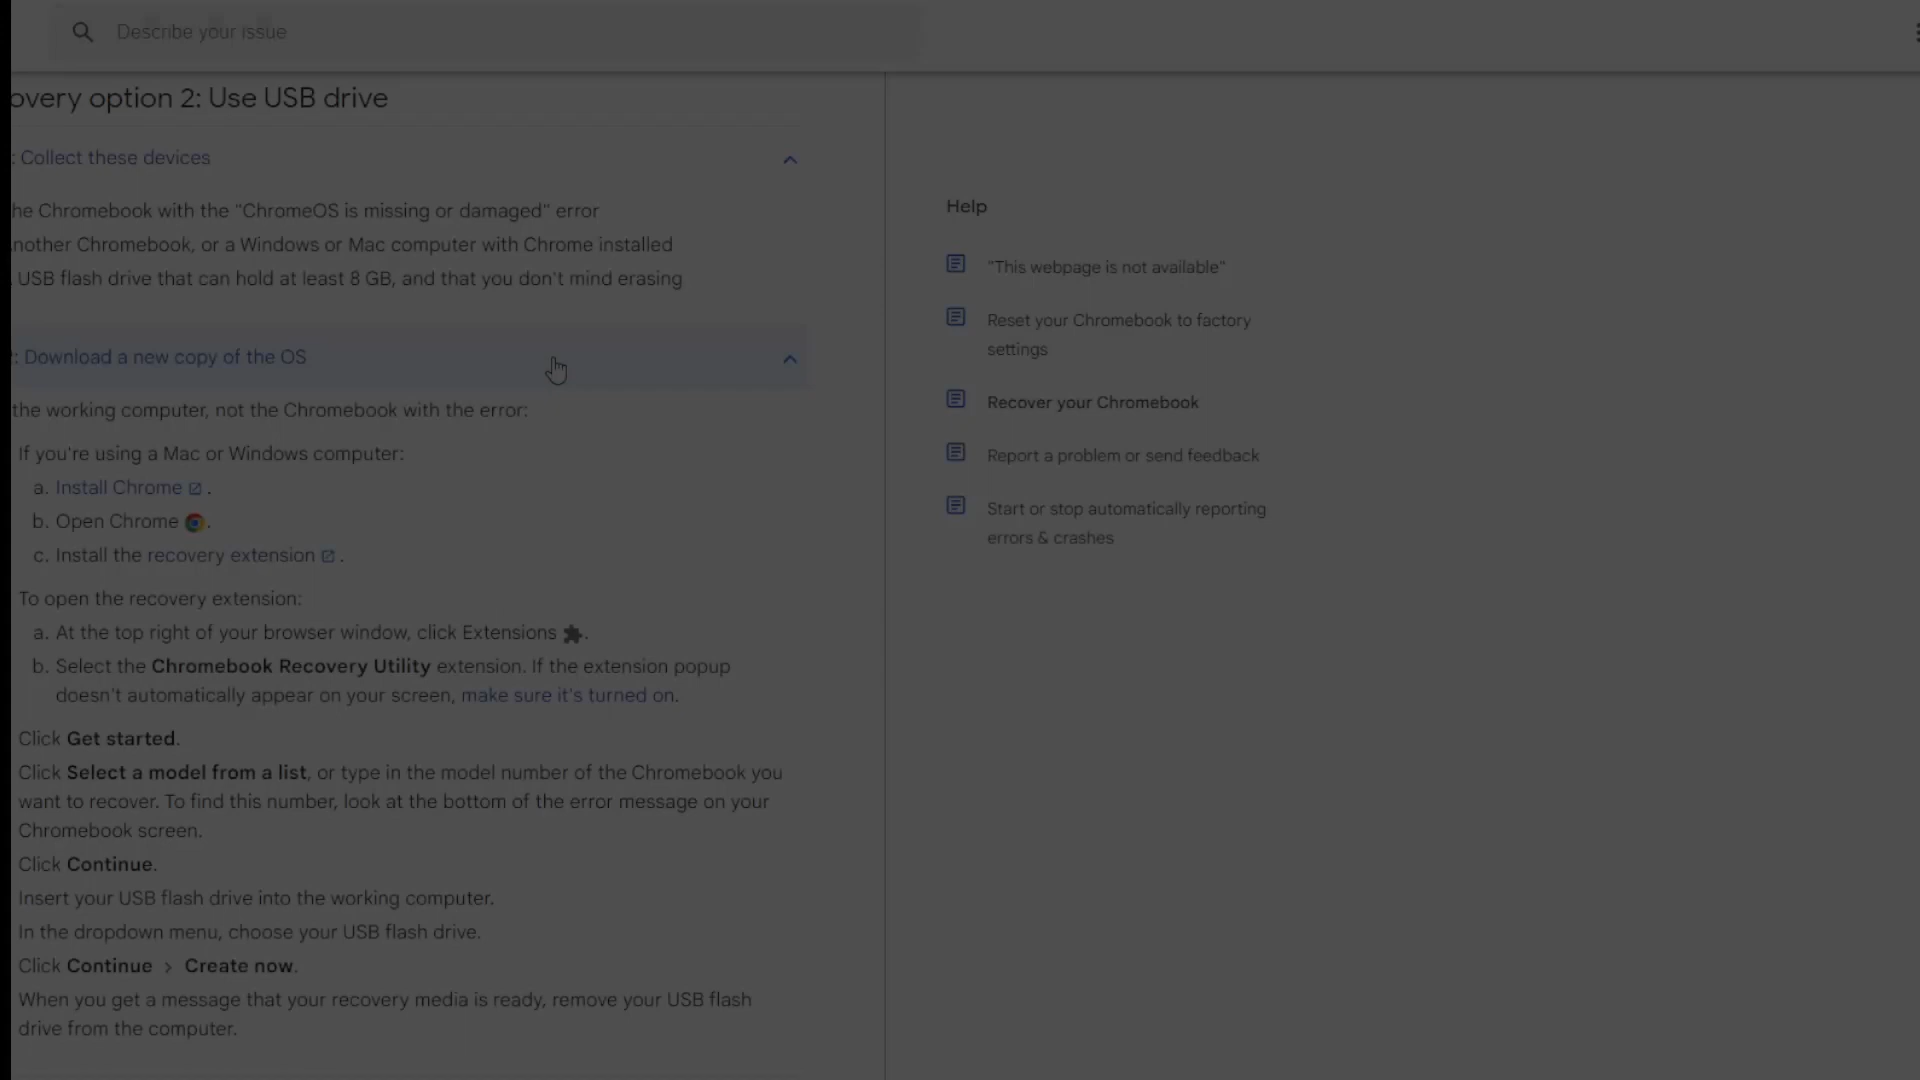 Describe your issue
overy option 2: Use USB drive
: Collect these devices
he Chromebook with the "ChromeOS is missing or damaged" error
nother Chromebook, or a Windows or Mac computer with Chrome installed
USB flash drive that can hold at least 8 GB, and that you don't mind erasing
: Download a new copy of the OS
the working computer, not the Chromebook with the error:
If you're using a Mac or Windows computer:
a. Install Chrome .
b. Open Chrome .
c. Install the recovery extension .
To open the recovery extension:
a. At the top right of your browser window, click Extensions .
b. Select the Chromebook Recovery Utility extension. If the extension popup
doesn't automatically appear on your screen, make sure it's turned on.
Click Get started.
Click Select a model from a list, or type in the model number of the Chromebook you
want to recover. To find this number, look at the bottom of the error message on your
Chromebook screen.
Click Continue.
Insert your USB flash drive into the working computer.
In the dropdown menu, choose your USB flash drive.
Click Continue > Create now.
When you get a message that your recovery media is ready, remove your USB flash
drive from the computer.
Help
"This webpage is not available"
Reset your Chromebook to factory
settings
Recover your Chromebook
Report a problem or send feedback
Start or stop automatically reporting
errors & crashes